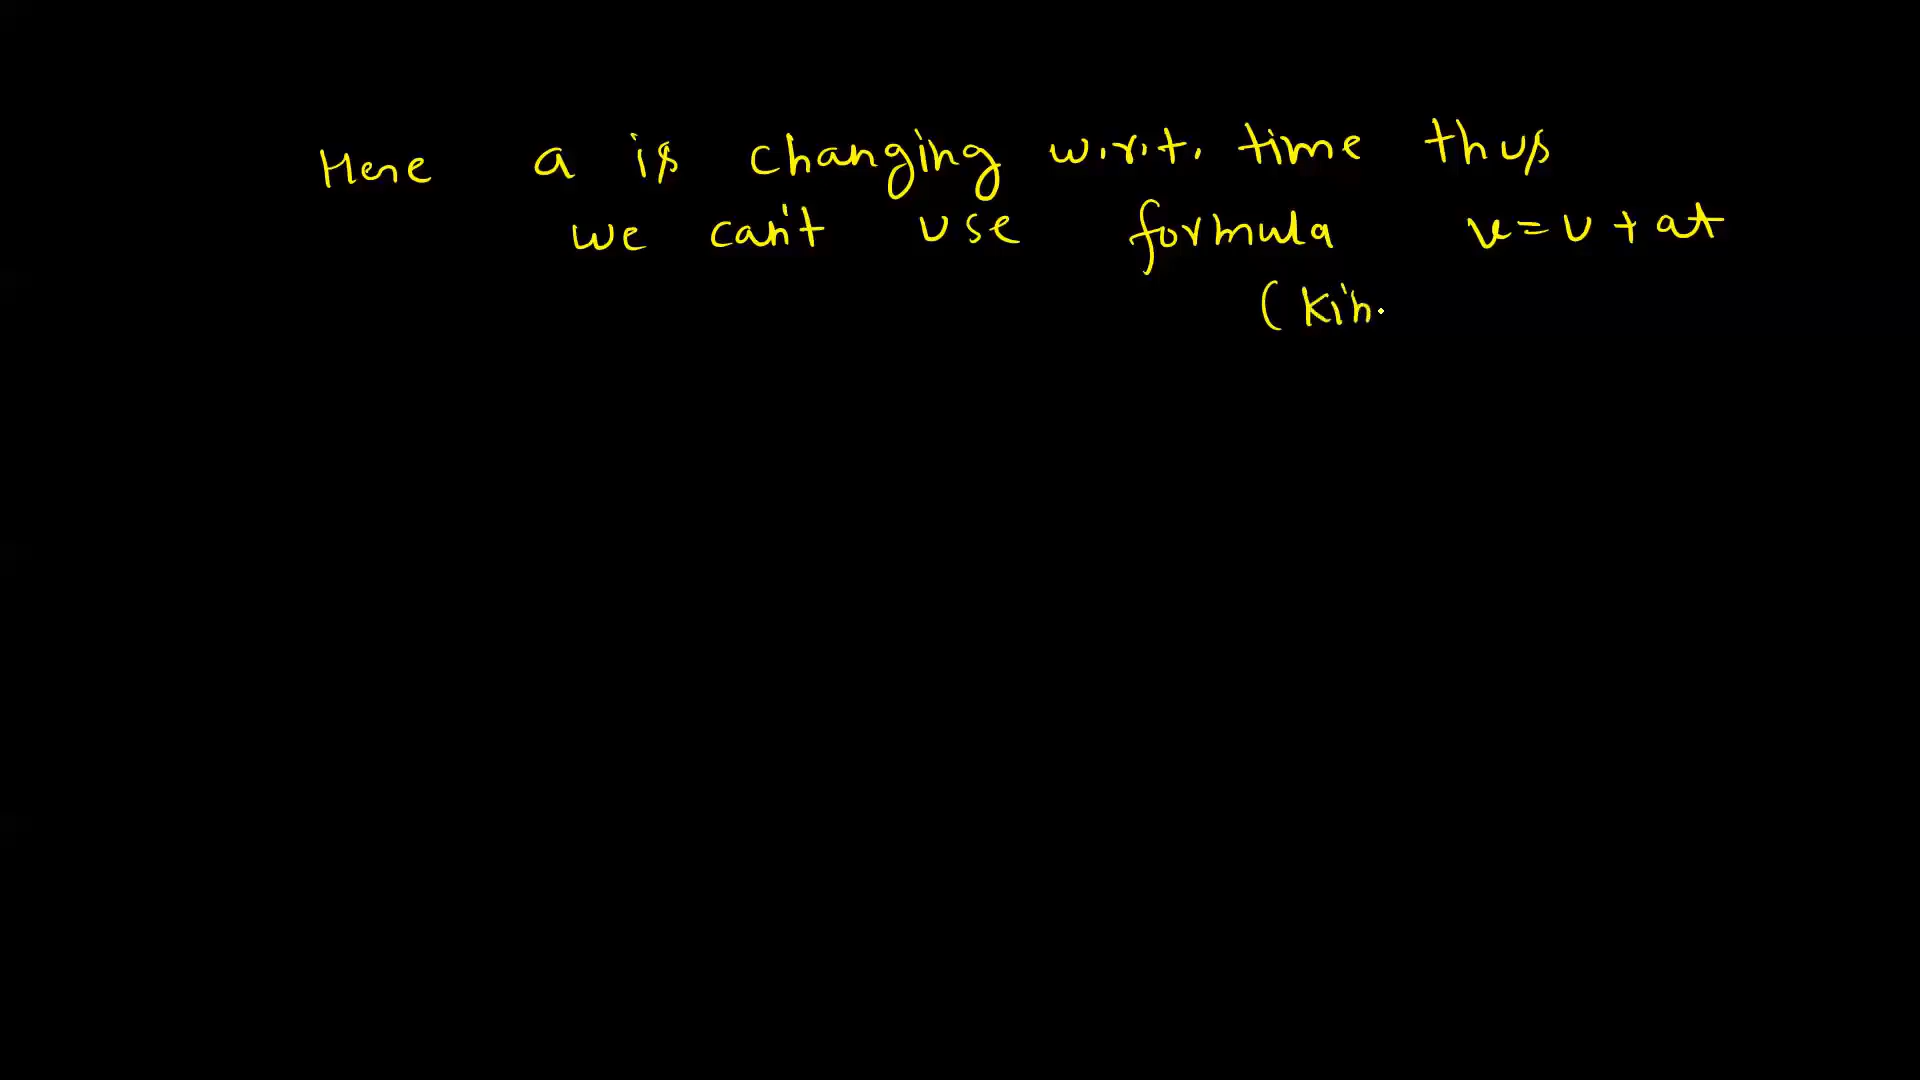 Here a is changing w.r.t. time thus
we can't use formula v=u+at
(kin.